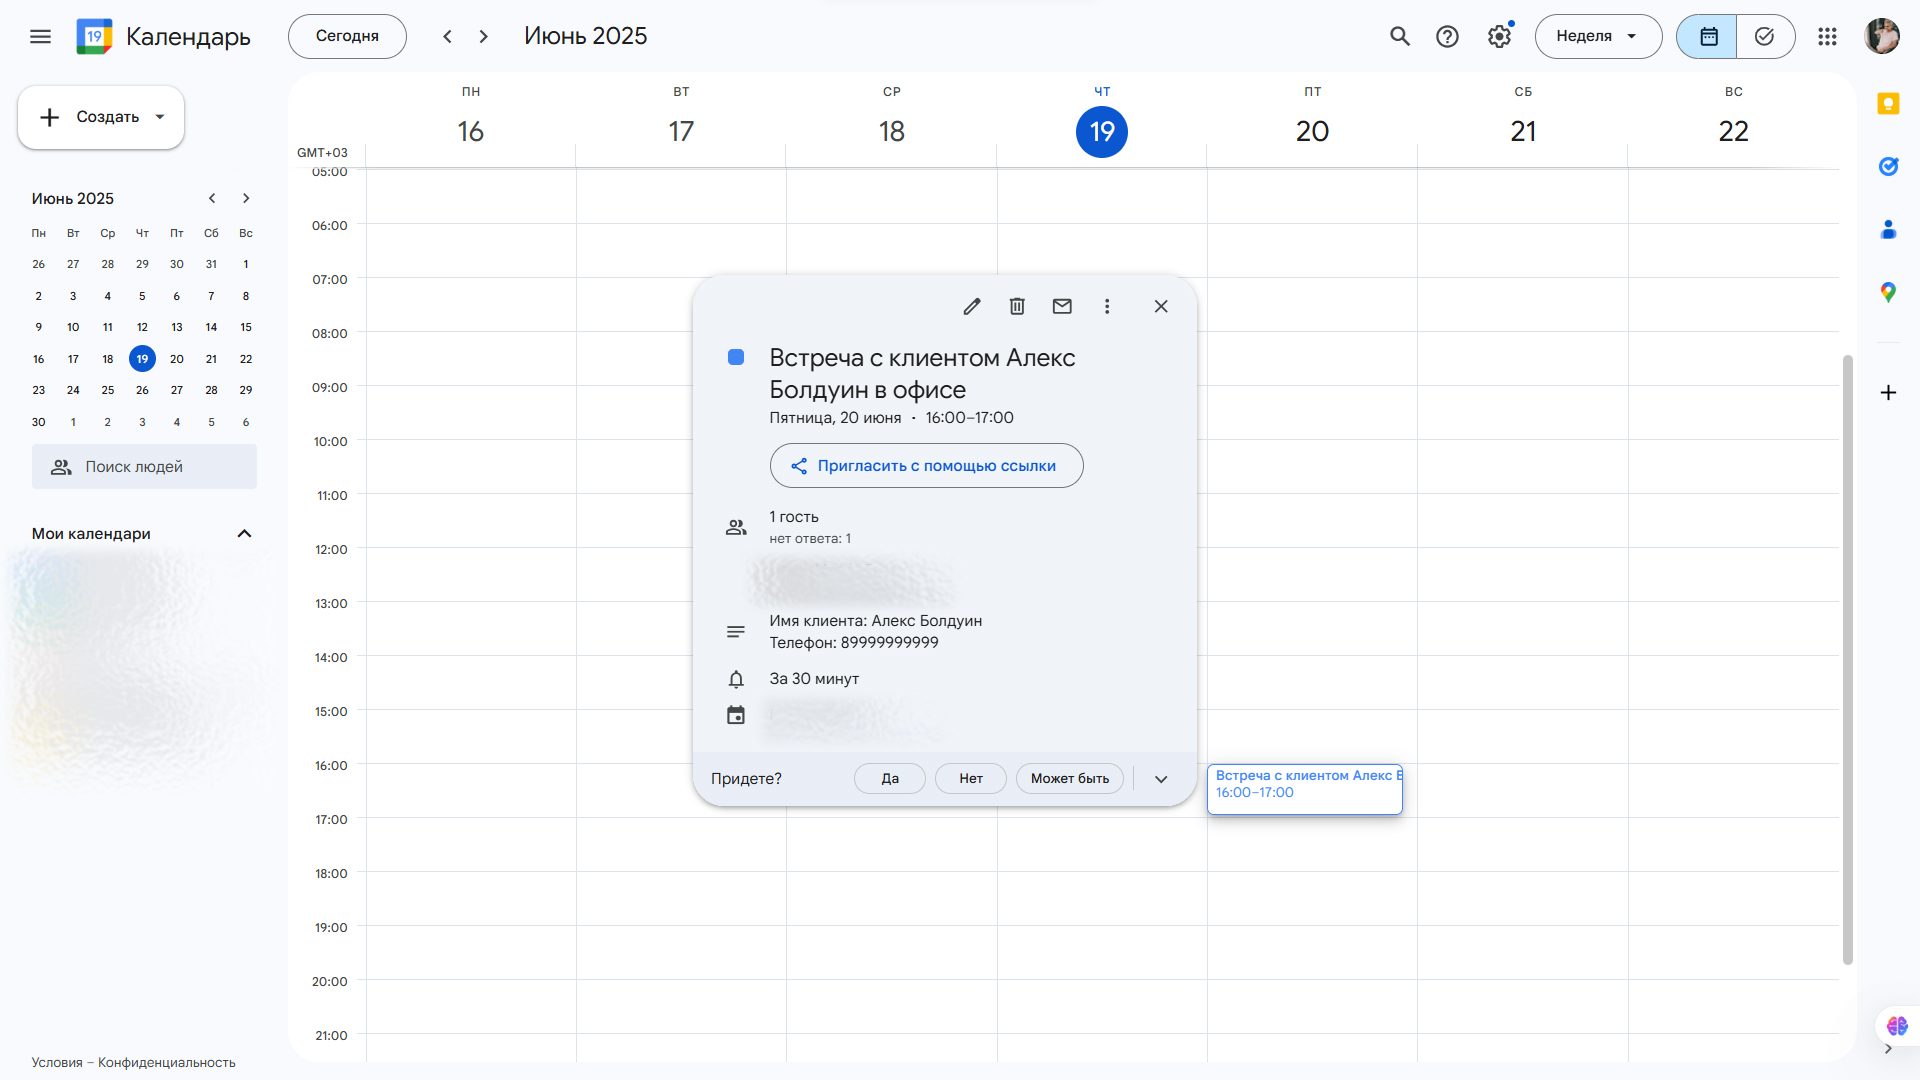 19
Календарь
Сегодня
Июнь 2025
Неделя
Создать
Июнь 2025
Пн Вт Ср Чт Пт Сб Вс
26 27 28 29 30 31 1
2 3 4 5 6 7 8
9 10 11 12 13 14 15
16 17 18 19 20 21 22
23 24 25 26 27 28 29
30 1 2 3 4 5 6
Поиск людей
Мои календари
Условия – Конфиденциальность
ПН ВТ СР ЧТ ПТ СБ ВС
16 17 18 19 20 21 22
GMT+03
05:00
06:00
07:00
08:00
09:00
10:00
11:00
12:00
13:00
14:00
15:00
16:00
17:00
18:00
19:00
20:00
21:00
Встреча с клиентом Алекс
Болдуин в офисе
Пятница, 20 июня · 16:00–17:00
Пригласить с помощью ссылки
1 гость
нет ответа: 1
Имя клиента: Алекс Болдуин
Телефон: 89999999999
За 30 минут
Придете?
Да
Нет
Может быть
Встреча с клиентом Алекс
16:00–17:00